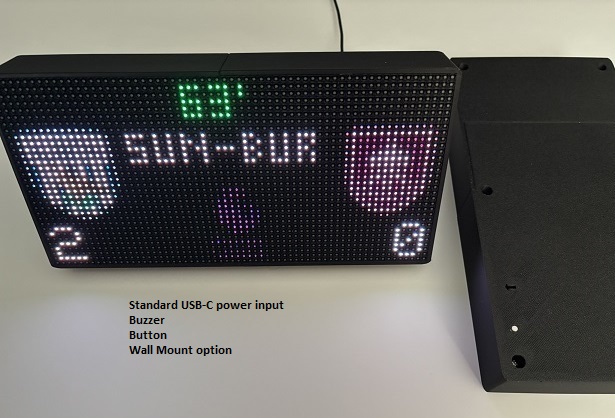 63'
SUN-BUR
2 0
Standard USB-C power input
Buzzer
Button
Wall Mount option